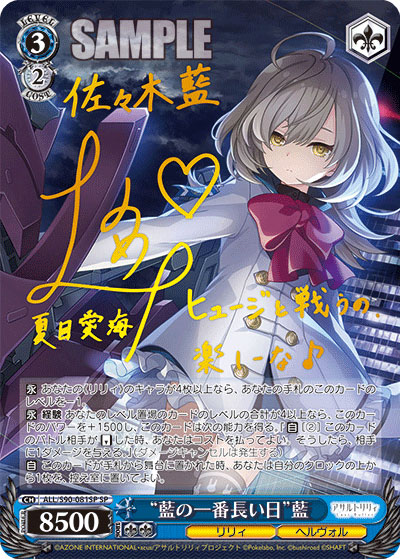 LEVEL
3
SAMPLE
2
COST
佐々木 藍
夏目愛海
ヒュージと戦うの、
楽しーな♪
永 あなたの《リリィ》のキャラが4枚以上なら、あなたの手札のこのカードの
レベルを－1。
永 経験 あなたのレベル置場のカードのレベルの合計が4以上なら、このカー
ドのパワーを＋1500し、このカードは次の能力を得る。『自［②］ このカード
のバトル相手が した時、あなたはコストを払ってよい。そうしたら、相手に
1ダメージを与える。』（ダメージキャンセルは発生する）
自 このカードが手札から舞台に置かれた時、あなたは自分のクロックの上か
ら1枚を、控え室に置いてよい。
CH ALL/S90-081SP SP
“藍の一番長い日”藍
アサルトリリィ
8500
リリィ
ヘルヴォル
©AZONE INTERNATIONAL・acus/アサルトリリィプロジェクト ©Pokelabo, Inc. ©bushiroad ©SHAFT